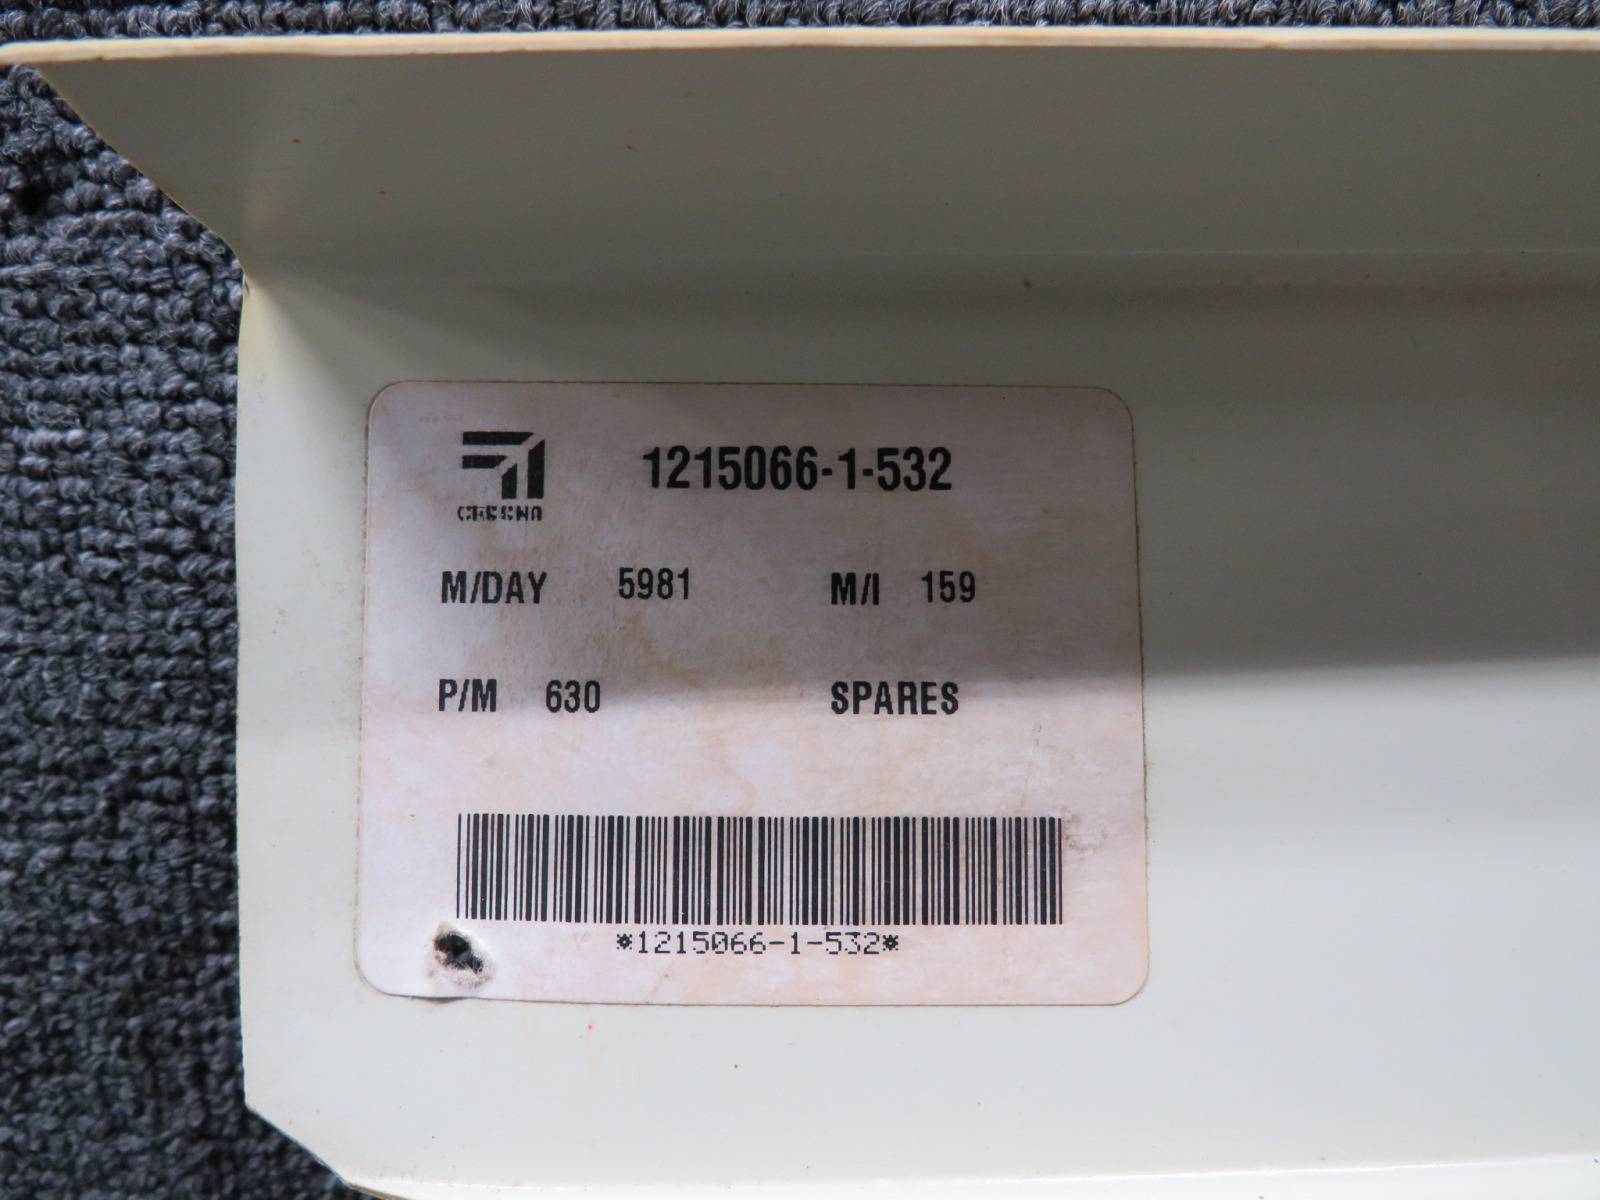 CESSNA
1215066-1-532
M/DAY 5981 M/I 159
P/M 630 SPARES
*1215066-1-532*